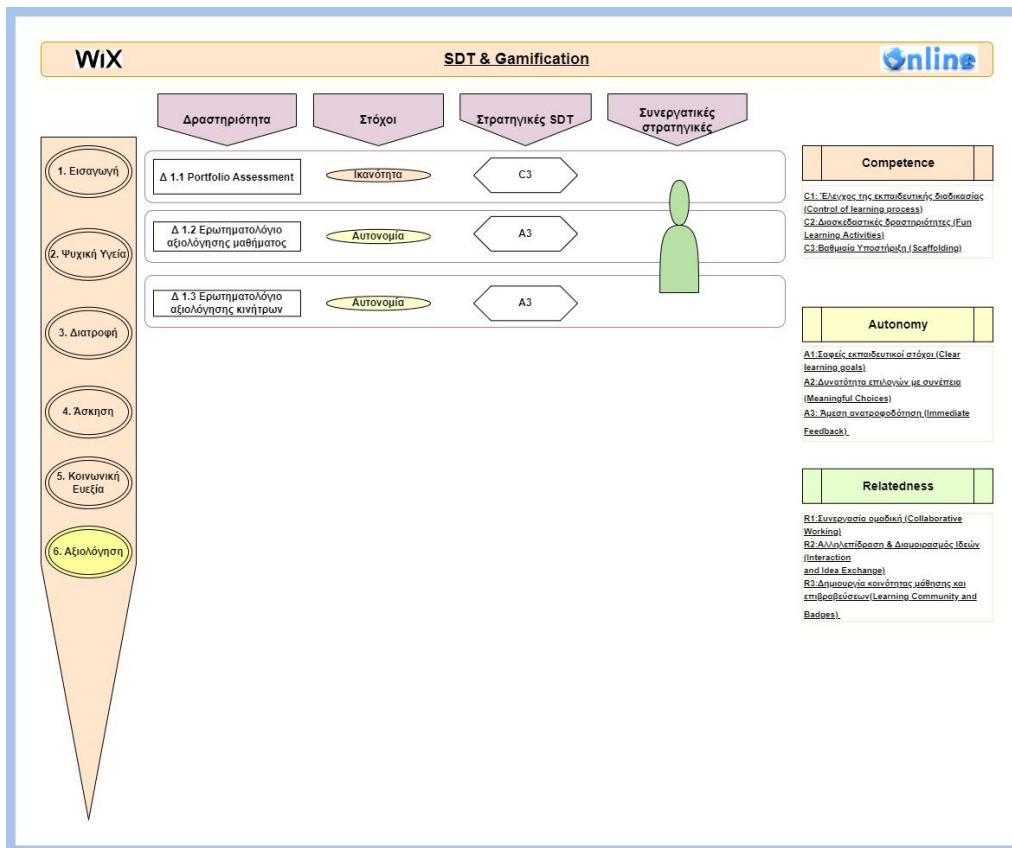 WiX
SDT & Gamification
Online
Δραστηριότητα
Στόχοι
Στρατηγικές SDT
Συνεργατικές
στρατηγικές
1. Εισαγωγή
2. Ψυχική Υγεία
3. Διατροφή
4. Άσκηση
5. Κοινωνική
Ευεξία
6. Αξιολόγηση
Δ 1.1 Portfolio Assessment
Ικανότητα
C3
Δ 1.2 Ερωτηματολόγιο
αξιολόγησης μαθήματος
Αυτονομία
A3
Δ 1.3 Ερωτηματολόγιο
αξιολόγησης κινήτρων
Αυτονομία
A3
Competence
C1: Έλεγχος της εκπαιδευτικής διαδικασίας
(Control of learning process)
C2:Διασκεδαστικές δραστηριότητες (Fun
Learning Activities)
C3:Βαθμιαία Υποστήριξη (Scaffolding)
Autonomy
A1:Σαφείς εκπαιδευτικοί στόχοι (Clear
learning goals)
A2:Δυνατότητα επιλογών με συνέπεια
(Meaningful Choices)
A3: Άμεση ανατροφοδότηση (Immediate
Feedback)
Relatedness
R1:Συνεργασία ομαδική (Collaborative
Working)
R2:Αλληλεπίδραση & Διαμοιρασμός Ιδεών
(Interaction
and Idea Exchange)
R3:Δημιουργία κοινότητας μάθησης και
επιβραβεύσεων(Learning Community and
Badges)